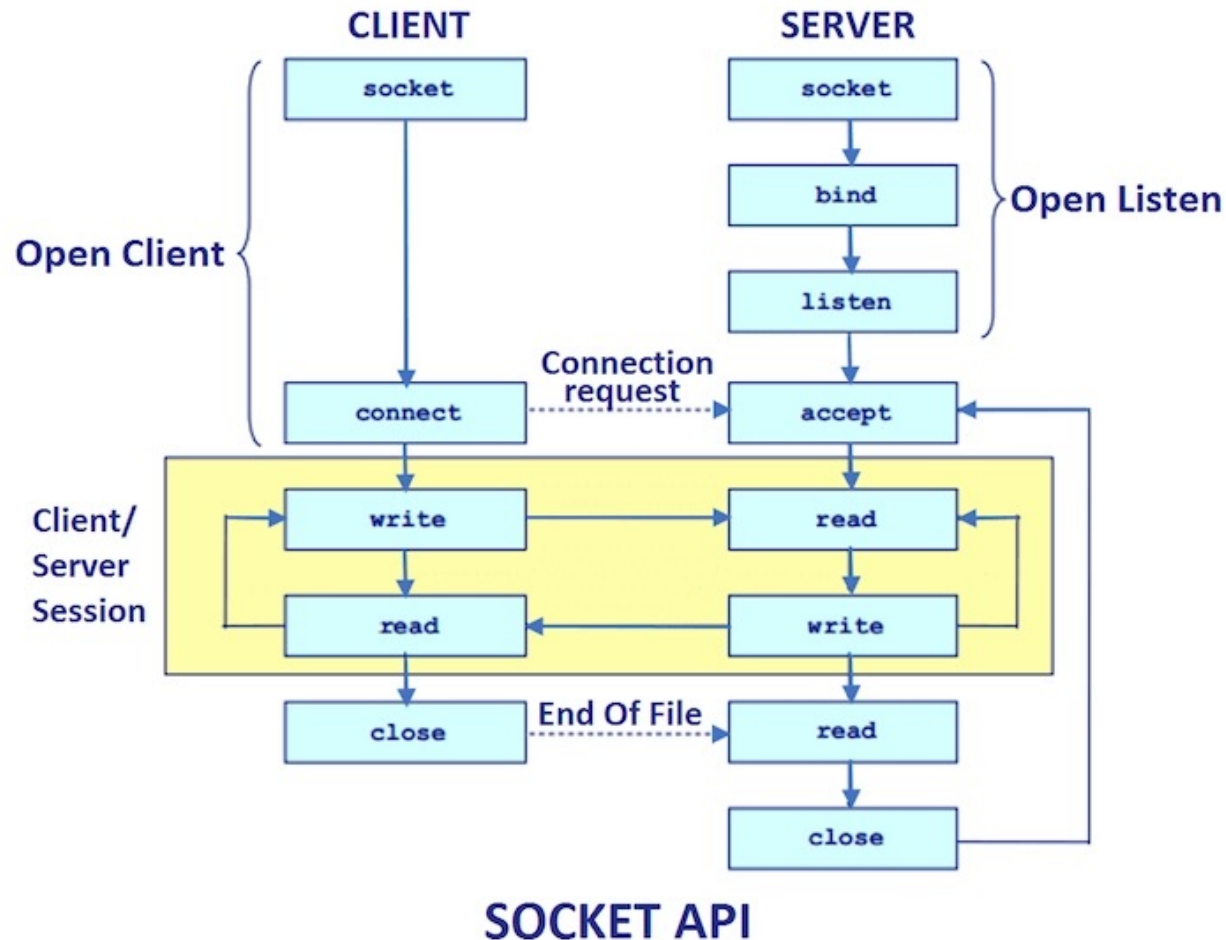 CLIENT
SERVER
socket
socket
bind
Open Listen
Open Client
listen
Connection
request
connect
accept
Client/
Server
Session
write
read
read
write
close
End Of File
read
close
SOCKET API